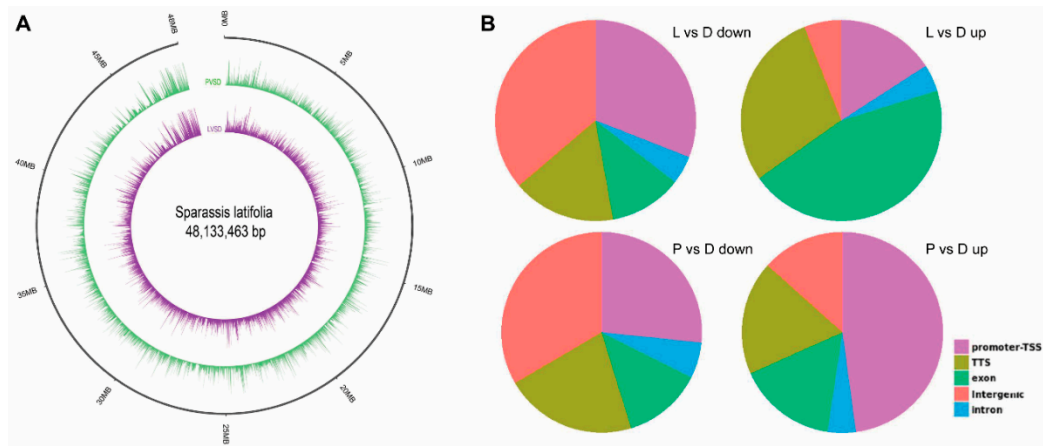 A
0MB
5MB
10MB
15MB
20MB
25MB
30MB
35MB
40MB
45MB
48MB
PVSD
LVSD
Sparassis latifolia
48,133,463 bp
B
L vs D down
L vs D up
P vs D down
P vs D up
promoter-TSS
TTS
exon
Intergenic
intron